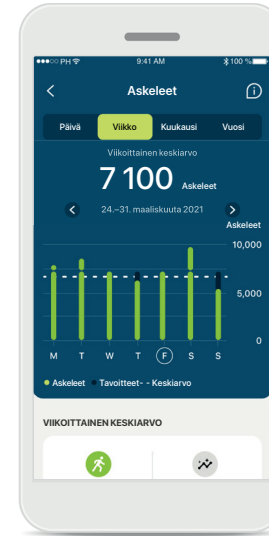 PH 9:41 AM 100 %
Askeleet
Päivä Viikko Kuukausi Vuosi
Viikoittainen keskiarvo
7 100 Askeleet
24.–31. maaliskuuta 2021
Askeleet
10,000
5,000
0
M T W T F S S
Askeleet Tavoitteet- - Keskiarvo
VIIKOITTAINEN KESKIARVO